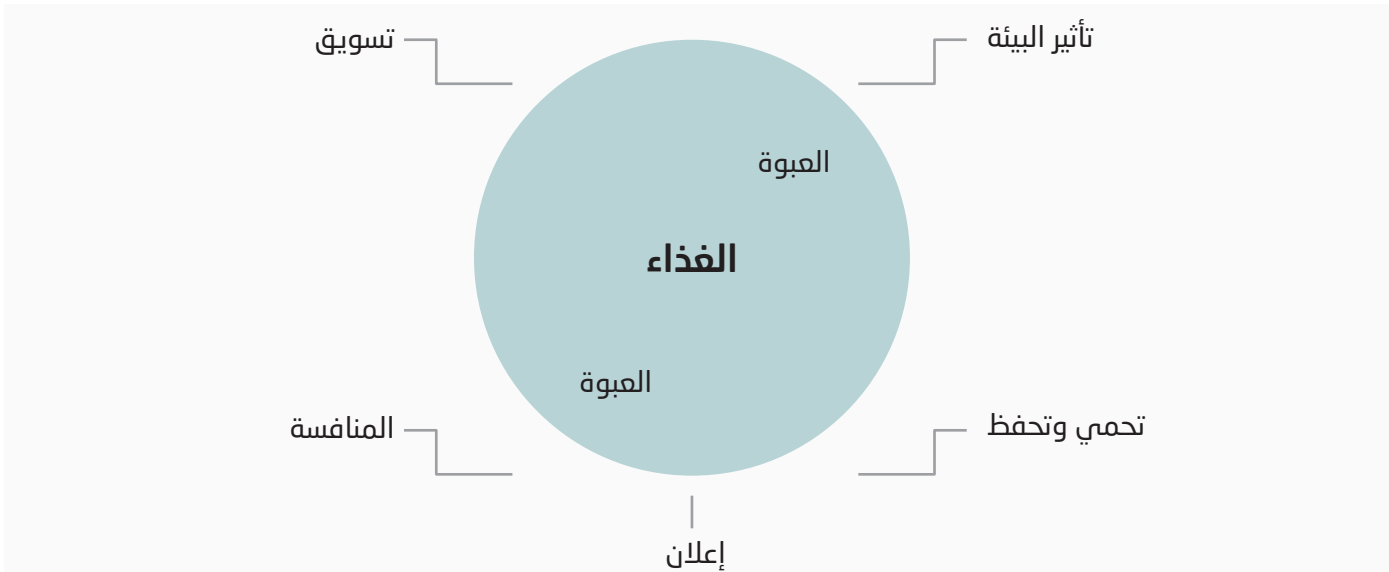 تأثير البيئة
تسويق
العبوة
الغذاء
العبوة
تحمي وتحفظ
المنافسة
إعلان